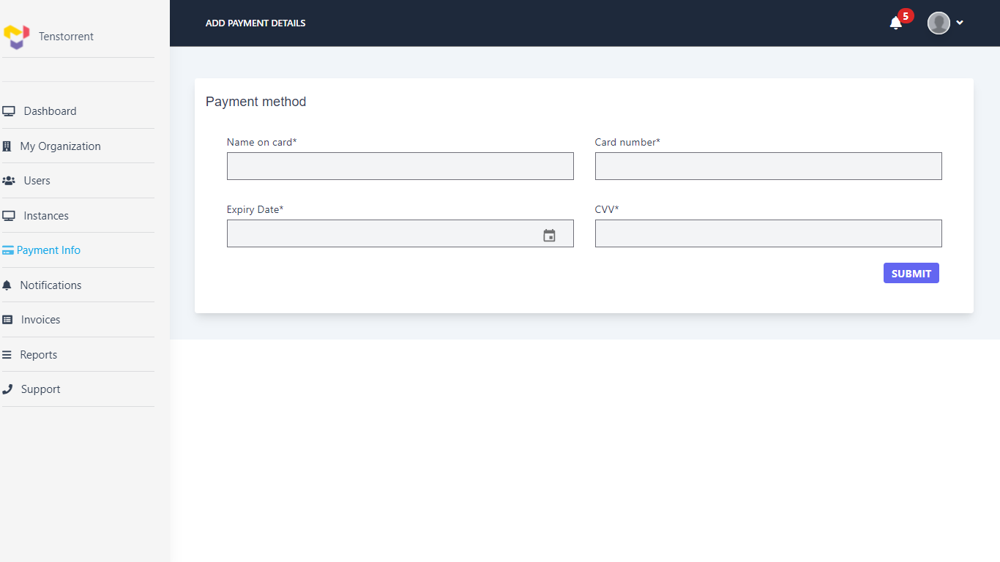 Tenstorrent
ADD PAYMENT DETAILS
5
Dashboard
My Organization
Users
Instances
Payment Info
Notifications
Invoices
Reports
Support
Payment method
Name on card*
Card number*
Expiry Date*
CVV*
SUBMIT